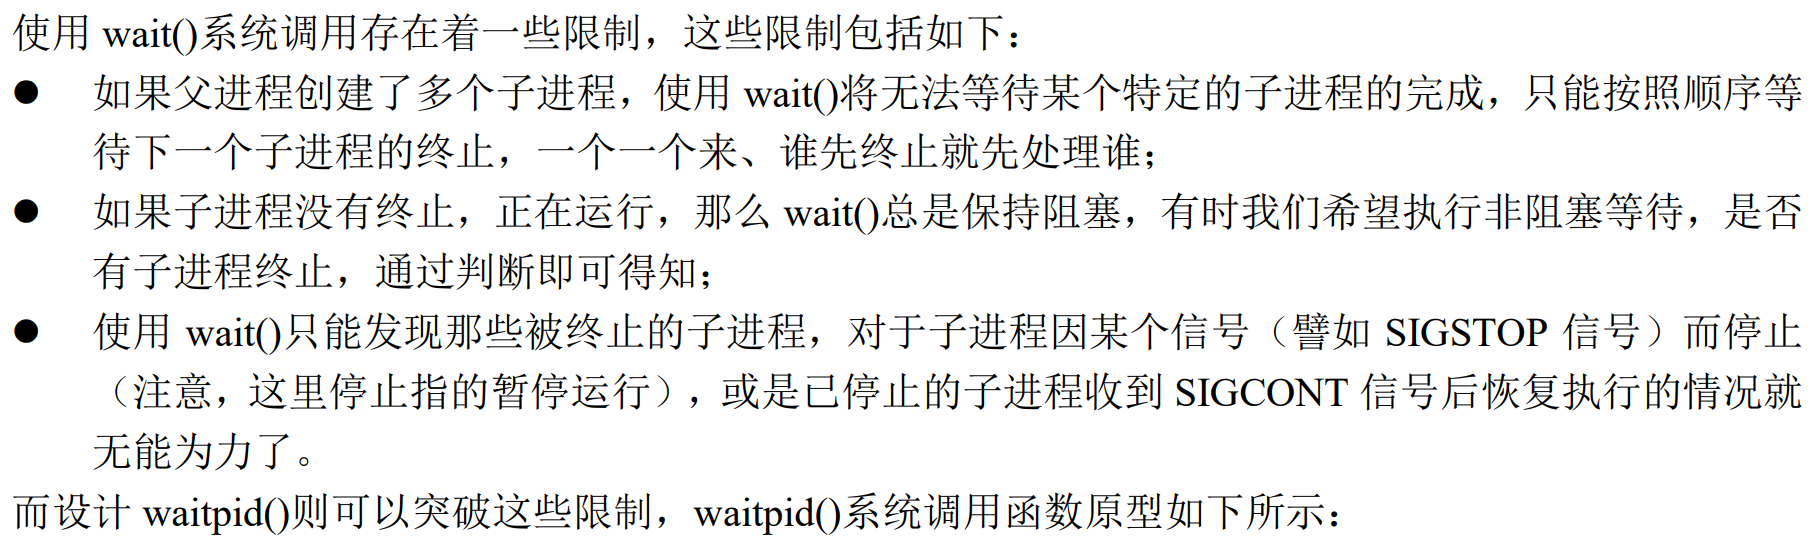 使用 wait()系统调用存在着一些限制，这些限制包括如下：
● 如果父进程创建了多个子进程，使用 wait()将无法等待某个特定的子进程的完成，只能按照顺序等
待下一个子进程的终止，一个一个来、谁先终止就先处理谁；
● 如果子进程没有终止，正在运行，那么 wait()总是保持阻塞，有时我们希望执行非阻塞等待，是否
有子进程终止，通过判断即可得知；
● 使用 wait()只能发现那些被终止的子进程，对于子进程因某个信号（譬如 SIGSTOP 信号）而停止
（注意，这里停止指的暂停运行），或是已停止的子进程收到 SIGCONT 信号后恢复执行的情况就
无能为力了。
而设计 waitpid()则可以突破这些限制，waitpid()系统调用函数原型如下所示：